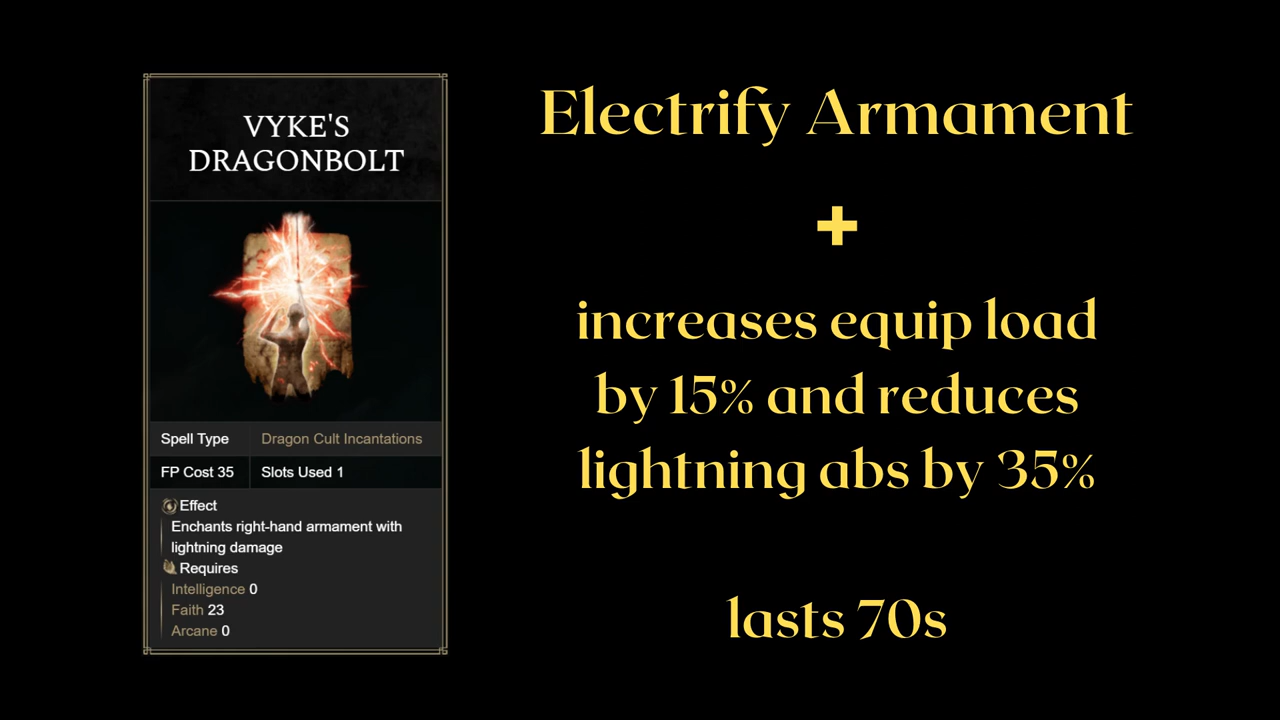 VYKE'S
DRAGONBOLT
Spell Type Dragon Cult Incantations
FP Cost 35 Slots Used 1
Effect
Enchants right-hand armament with
lightning damage
Requires
Intelligence 0
Faith 23
Arcane 0
Electrify Armament
+
increases equip load
by 15% and reduces
lightning abs by 35%
lasts 70s